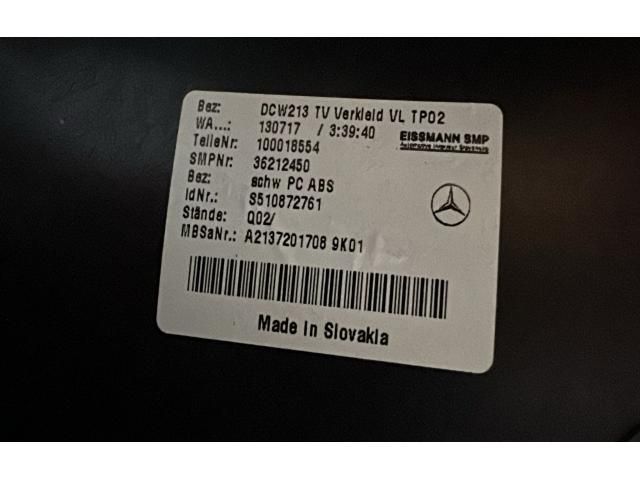 Bez: DCW213 TV Verkleid VL TP02
WA...: 130717 / 3:39:40
EISSMANN SMP
TeileNr: 100018554
SMPNr: 36212450
Bez: schw PC ABS
IdNr.: S510872761
Stände: Q02/
MBSaNr.: A2137201708 9K01
Made in Slovakia